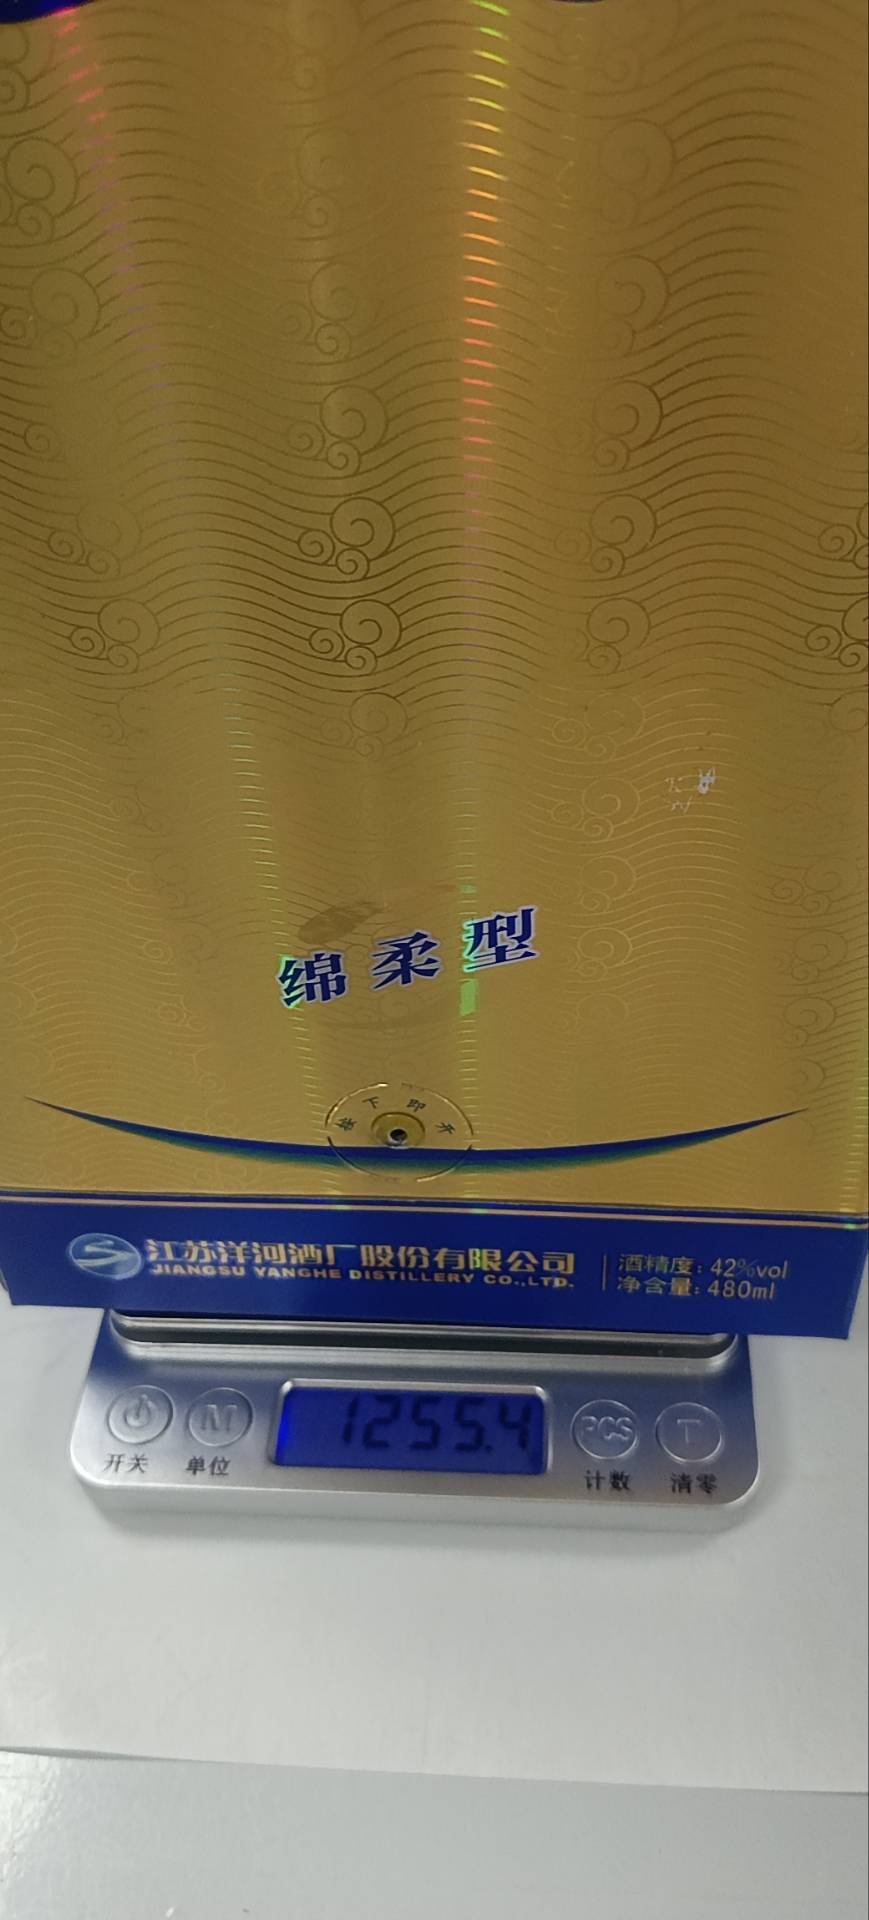 绵柔型
按下即开
江苏洋河酒厂股份有限公司
JIANGSU YANGHE DISTILLERY CO.,LTD.
酒精度：42%vol
净含量：480ml
1255.4
M
PCS
T
开关
单位
计数
清零